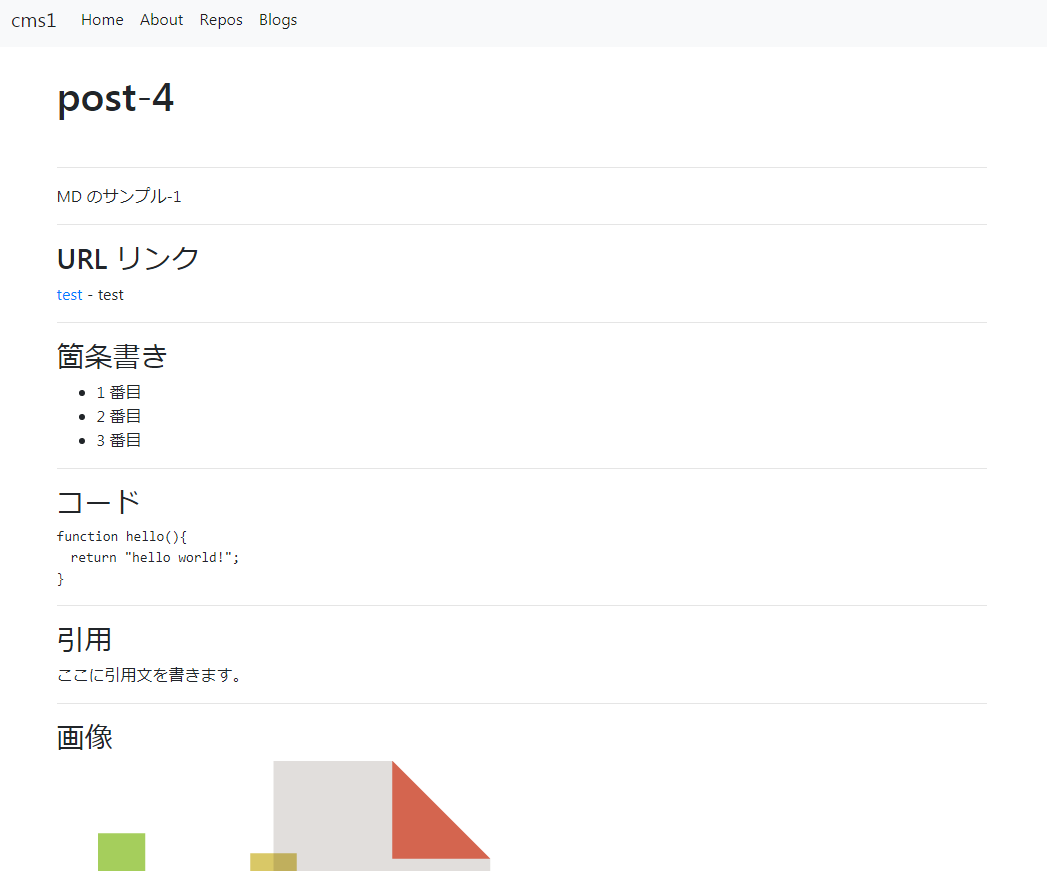 cms1 Home About Repos Blogs
post-4
MD のサンプル-1
URL リンク
test - test
箇条書き
1 番目
2 番目
3 番目
コード
function hello(){
  return "hello world!";
}
引用
ここに引用文を書きます。
画像